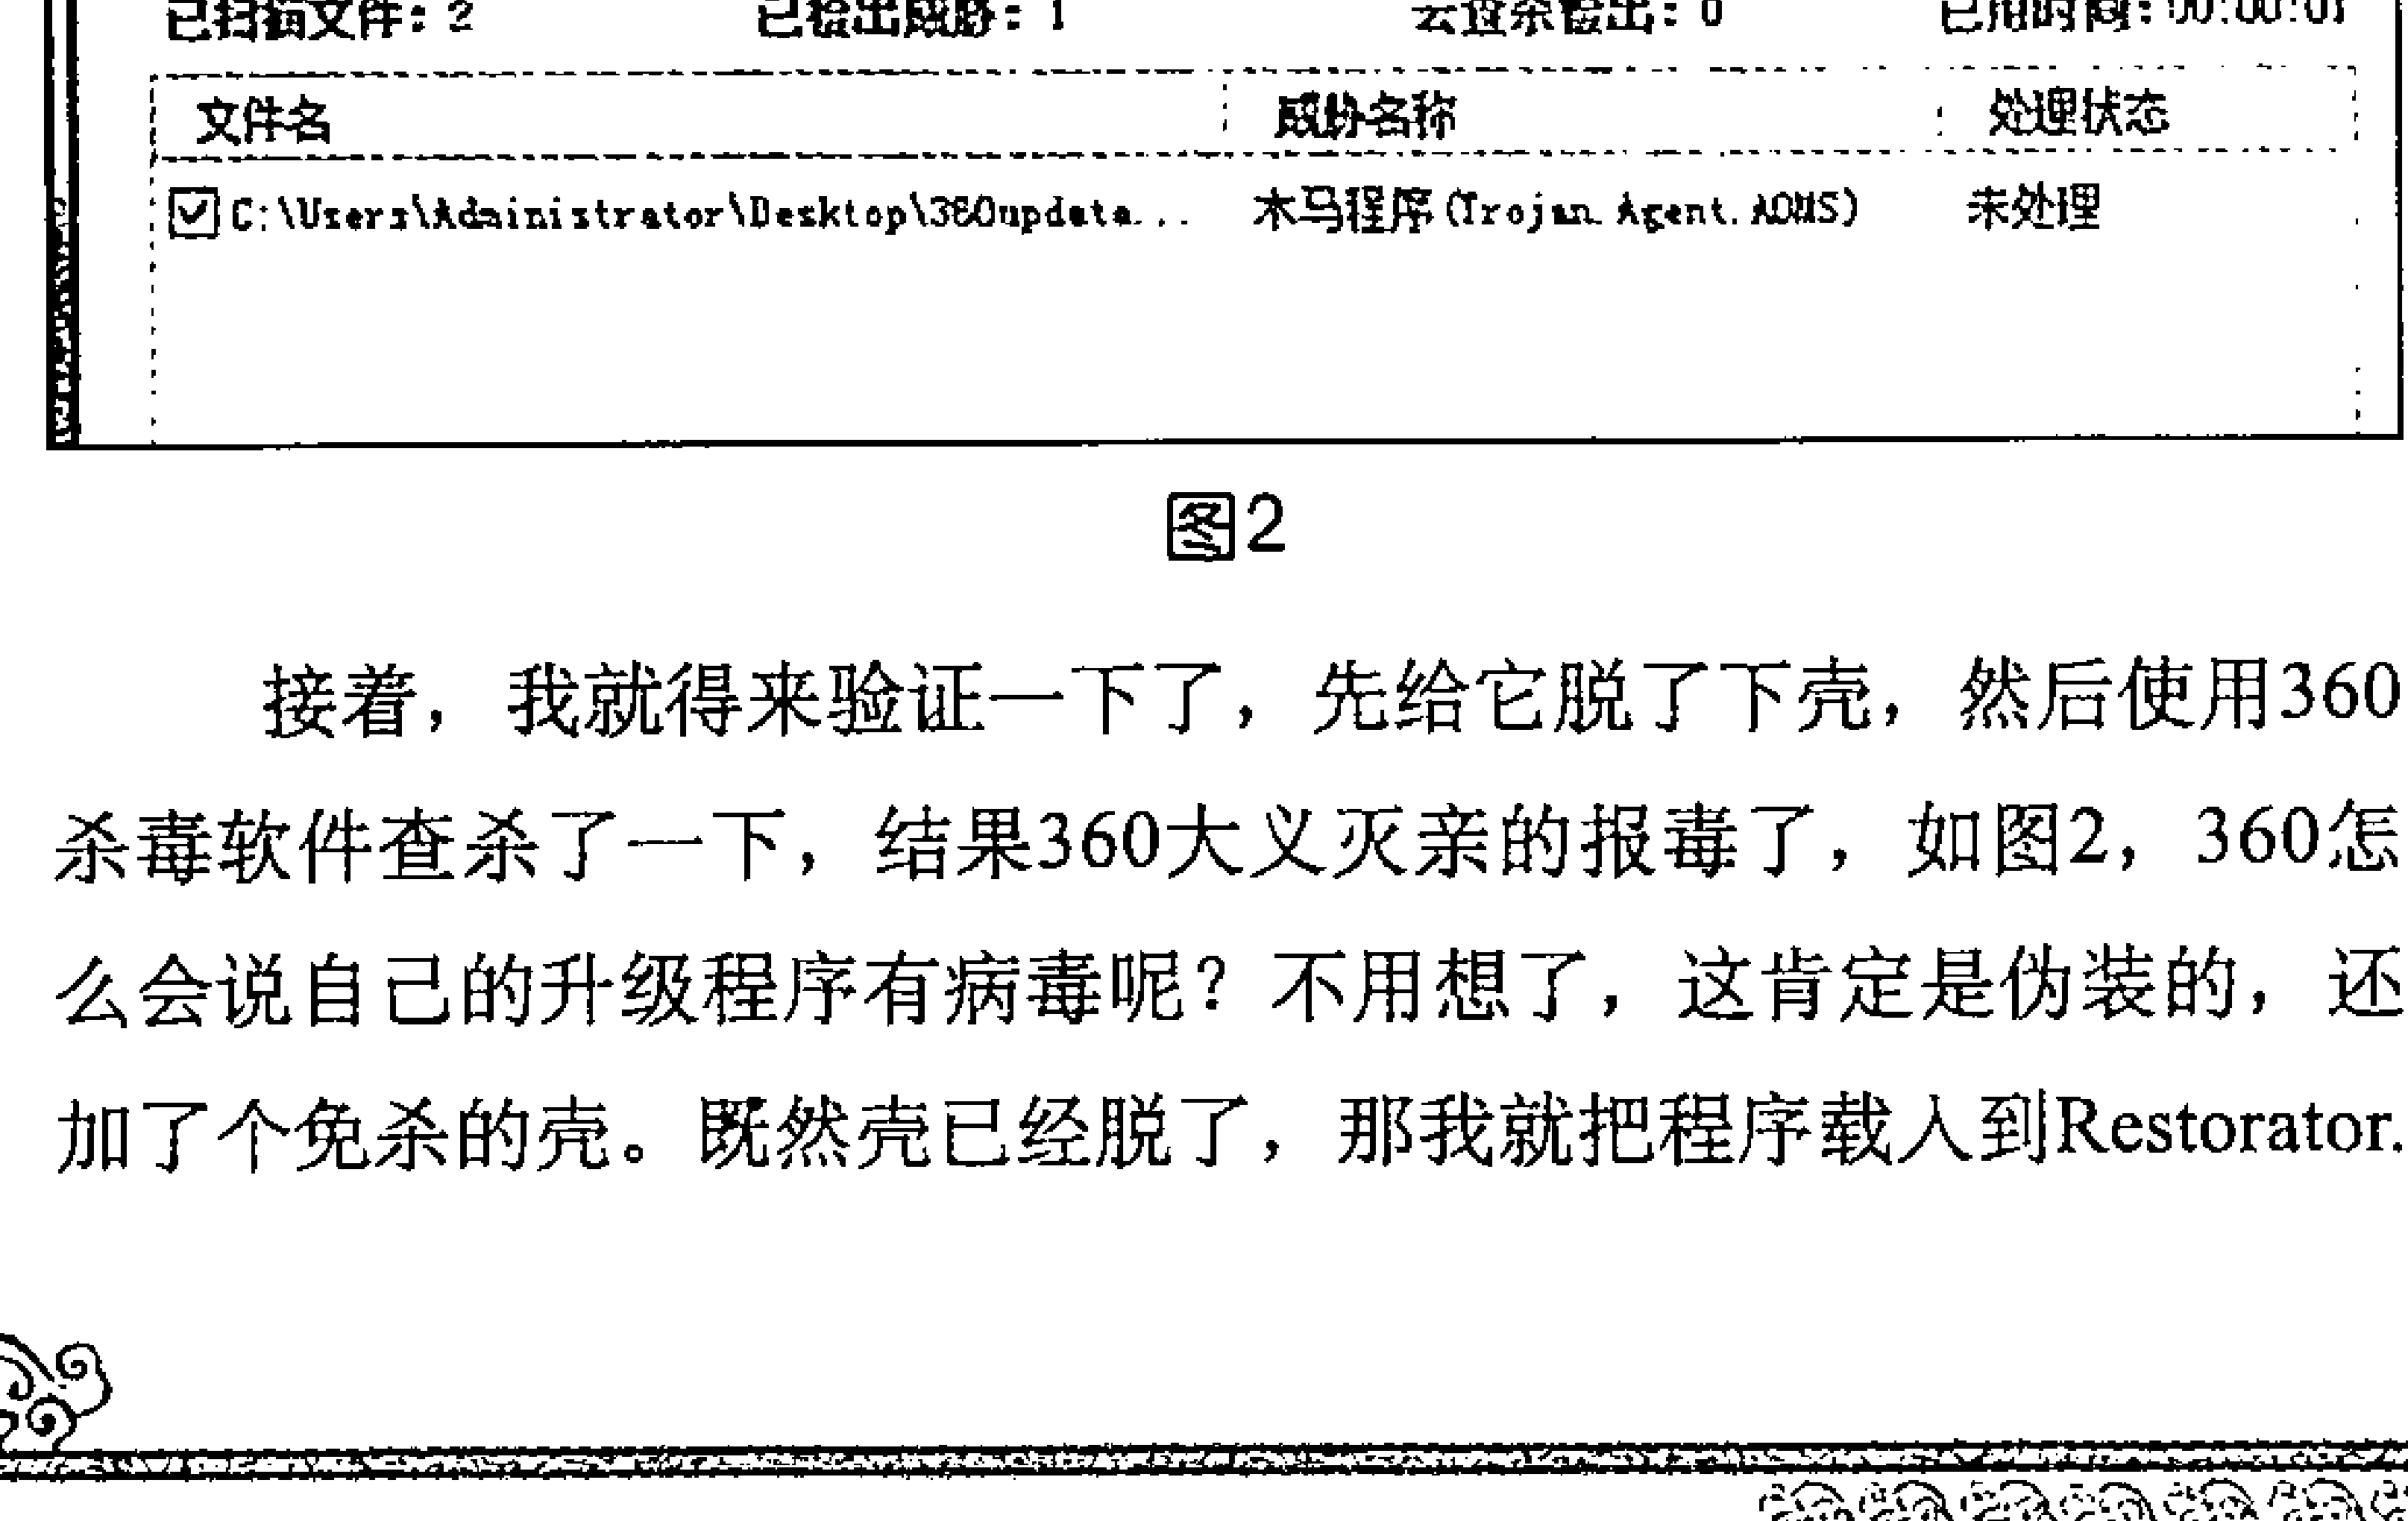 已扫描文件：2 已检出威胁：1 云查杀检出：0 已用时间：00:00:01
文件名 威胁名称 处理状态
C:\Users\Administrator\Desktop\360updata... 木马程序(Trojan.Agent.AOMS) 未处理
图2
接着，我就得来验证一下了，先给它脱了下壳，然后使用360
杀毒软件查杀了一下，结果360大义灭亲的报毒了，如图2，360怎
么会说自己的升级程序有病毒呢？不用想了，这肯定是伪装的，还
加了个免杀的壳。既然壳已经脱了，那我就把程序载入到Restorator.